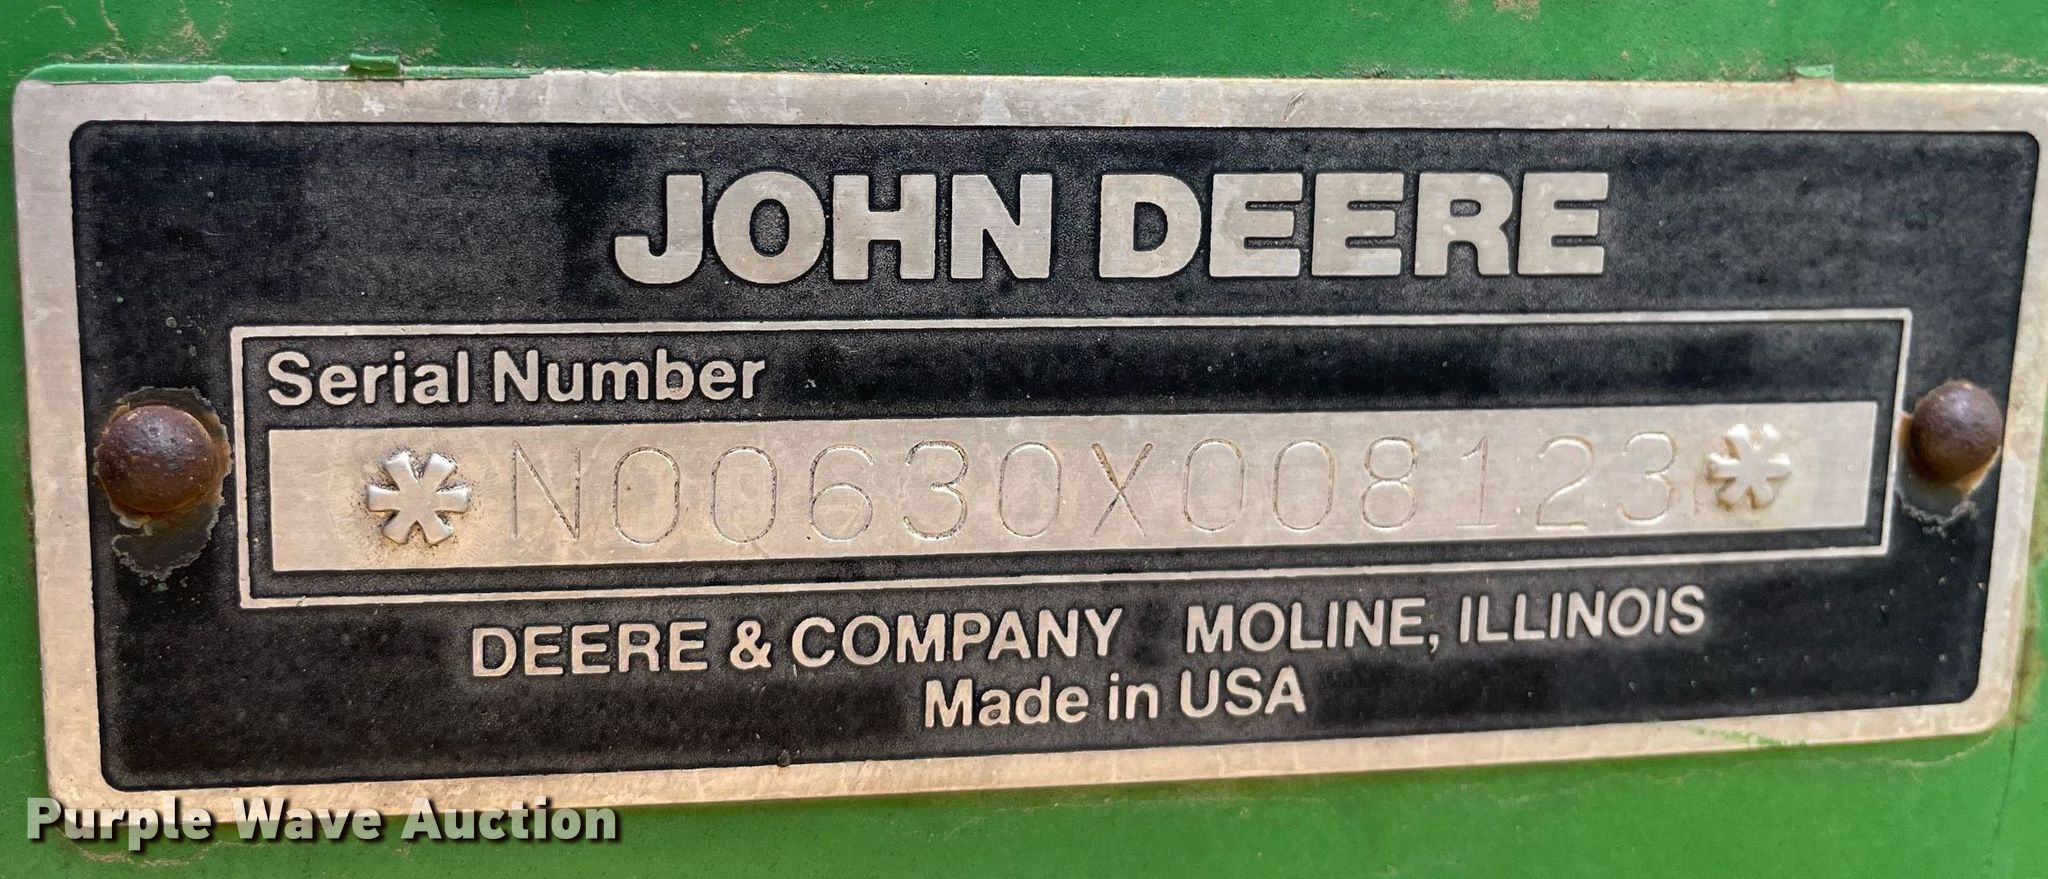 JOHN DEERE
Serial Number
*N00630X008123*
DEERE & COMPANY MOLINE, ILLINOIS
Made in USA
Purple Wave Auction